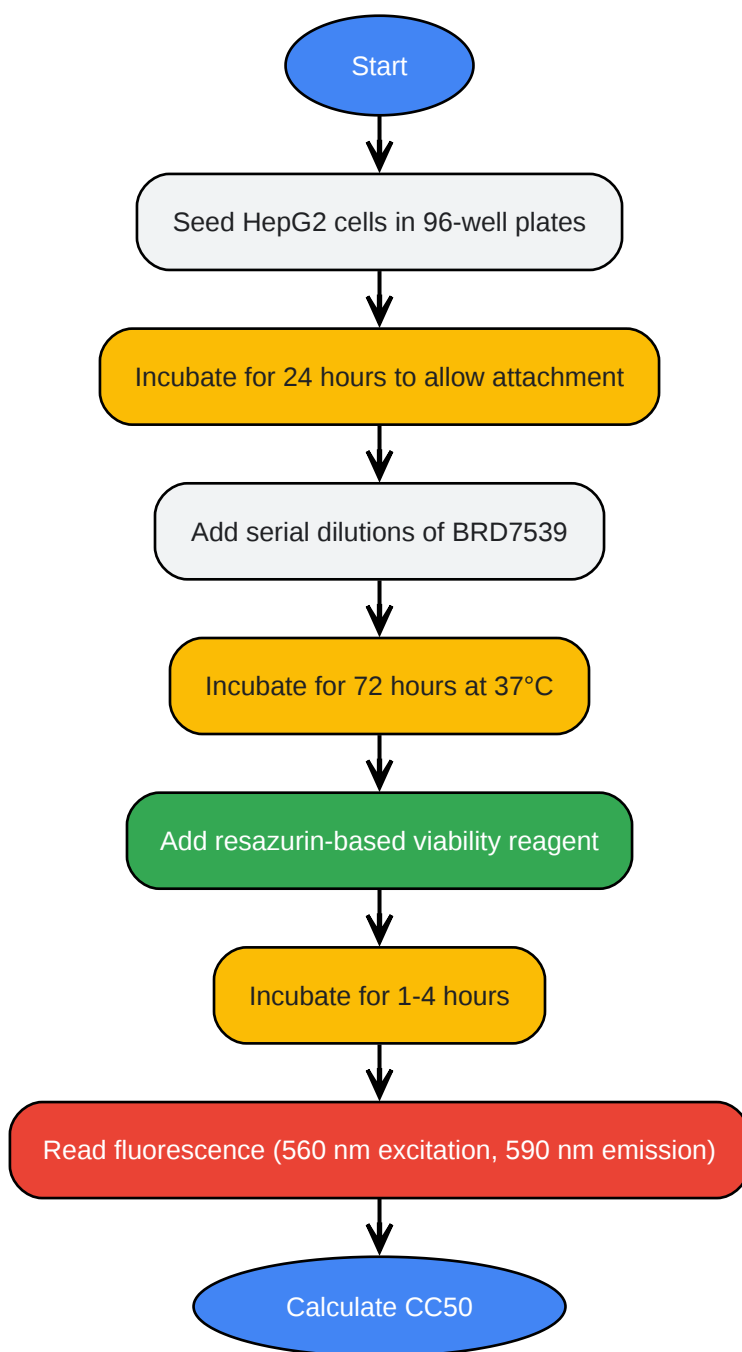 Start
Seed HepG2 cells in 96-well plates
Incubate for 24 hours to allow attachment
Add serial dilutions of BRD7539
Incubate for 72 hours at 37°C
Add resazurin-based viability reagent
Incubate for 1-4 hours
Read fluorescence (560 nm excitation, 590 nm emission)
Calculate CC50